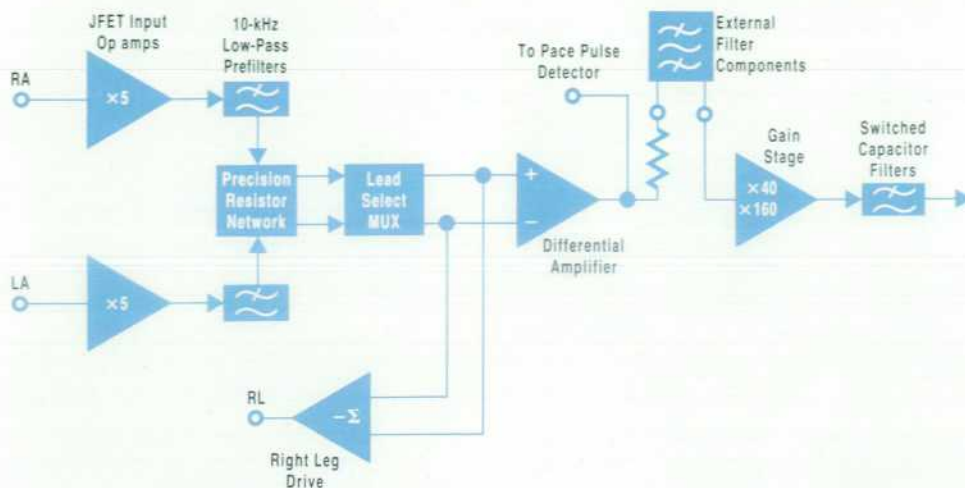 JFET Input
Op amps
10-kHz
Low-Pass
Prefilters
RA
×5
To Pace Pulse
Detector
External
Filter
Components
Precision
Resistor
Network
Lead
Select
MUX
+
−
Differential
Amplifier
Gain
Stage
×40
×160
Switched
Capacitor
Filters
LA
×5
RL
−Σ
Right Leg
Drive